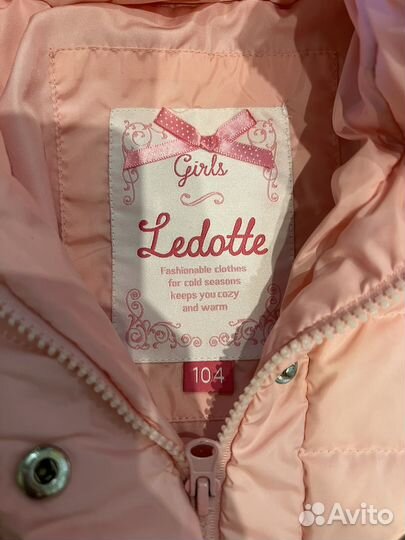 Girls
Ledotte
Fashionable clothes
for cold seasons
keeps you cozy
and warm
104
Avito